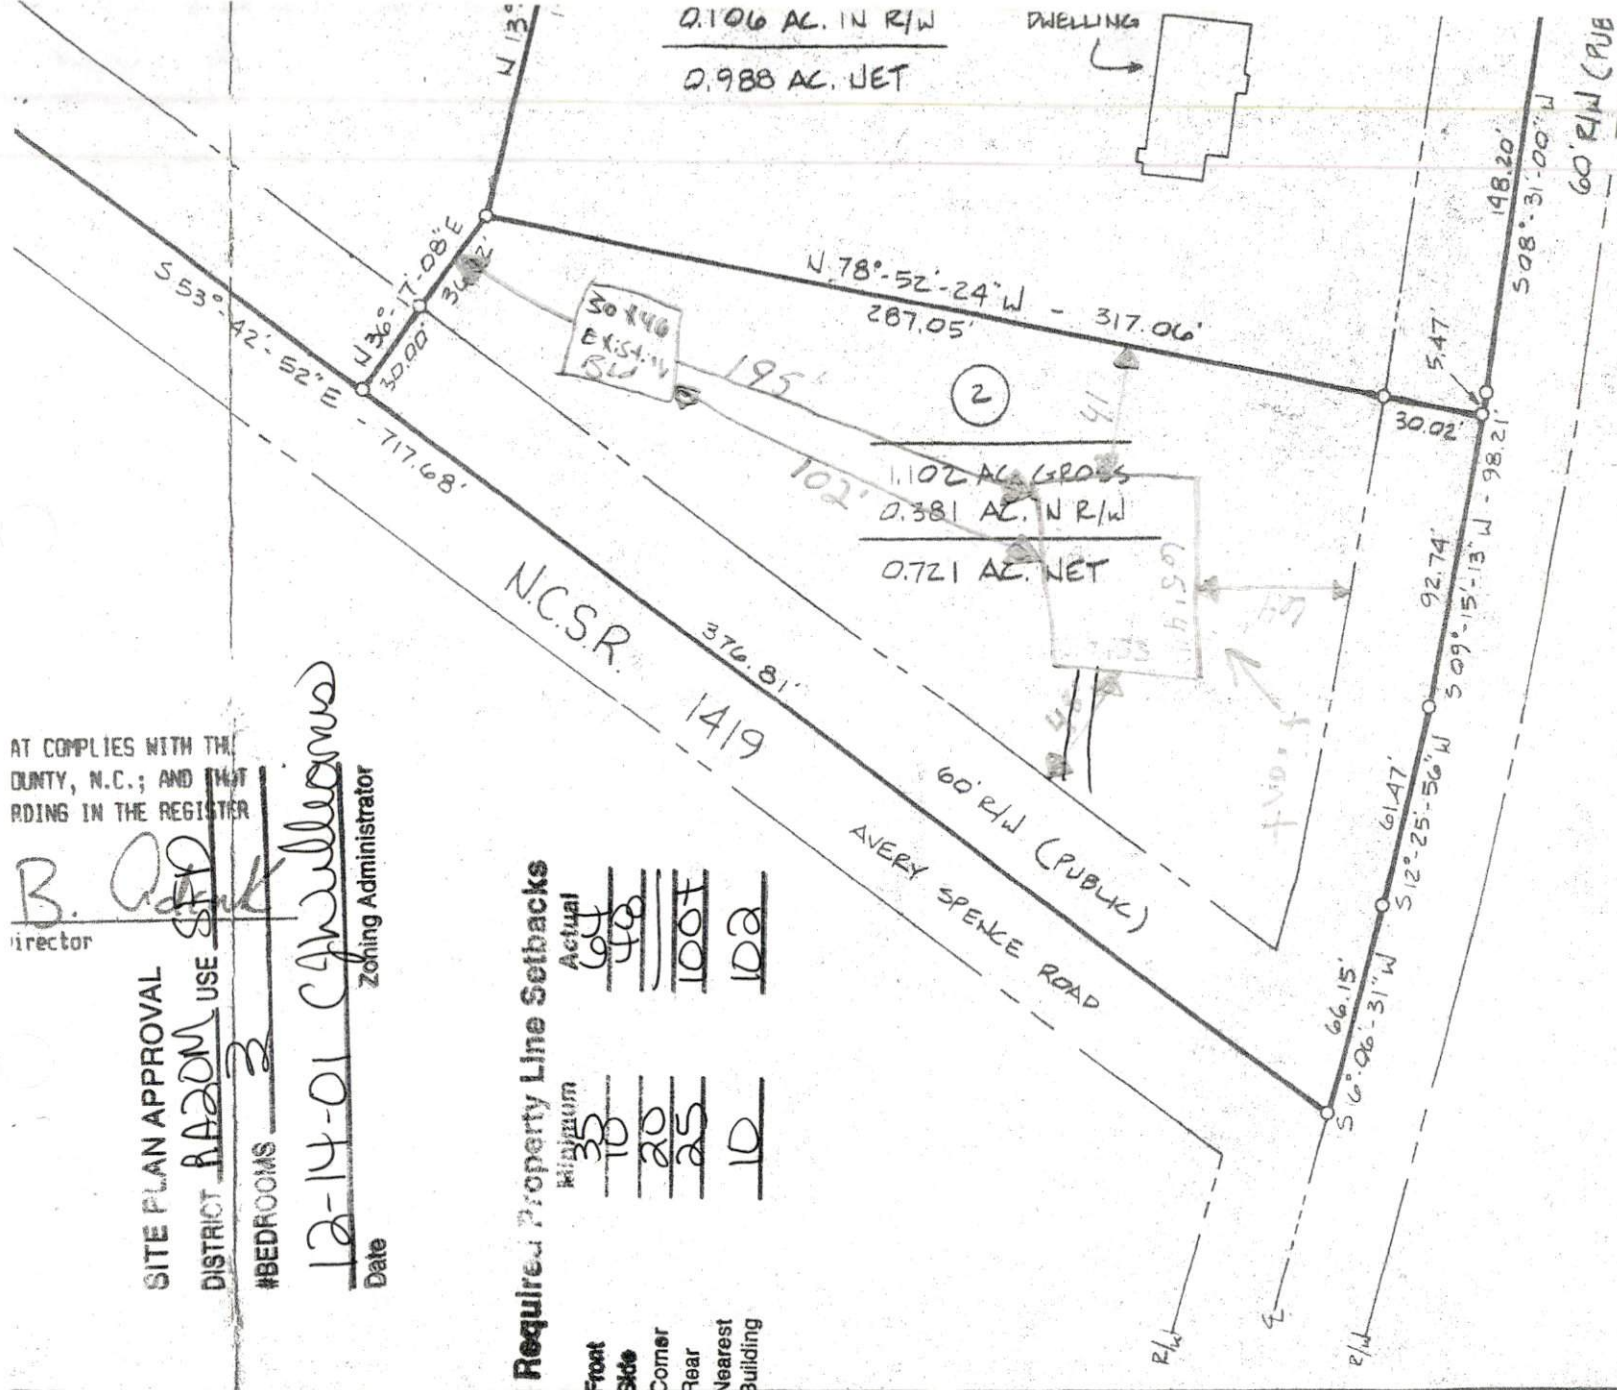 0.106 AC. IN R/W
0.988 AC. NET
DWELLING
60' R/W (PUB
N 13°
148.20'
S 08°-31'-00" W
N 36°-17'-08" E
30.00'
S 53°-42'-52" E - 717.68'
30 x 40
Existin
N. 78°-52'-24" W - 317.06'
287.05'
5.47'
30.02'
195'
102'
41
2
1.102 AC. GROSS
0.381 AC. N R/W
0.721 AC. NET
92.74'
S 09°-15'-13" W - 98.21'
N.C.S.R. 1419
376.81'
60' R/W (PUBLIC)
AVERY SPENCE ROAD
61.47'
S 12°-25'-56" W
66.15'
S 16°-06'-31" W
R/W
R/W
AT COMPLIES WITH THE
OUNTY, N.C.; AND THAT
RDING IN THE REGISTER
B.
irector
SITE PLAN APPROVAL
DISTRICT RA20M USE SFD
#BEDROOMS 3
12-14-01
Date Zoning Administrator
Required Property Line Setbacks
Minimum Actual
Front 35 64
Side 10 40
Corner 20
Rear 25 100+
Nearest Building 10 102